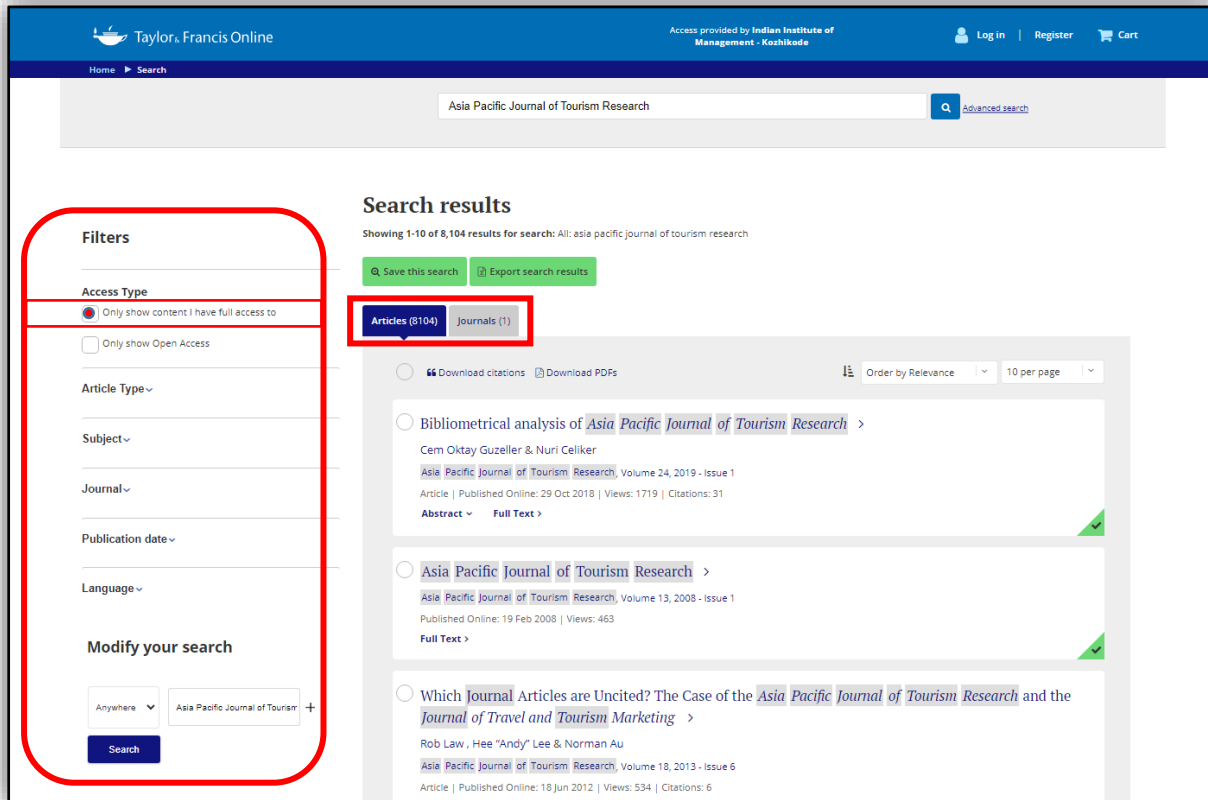 Taylor & Francis Online
Access provided by Indian Institute of
Management - Kozhikode
Log in | Register Cart
Home Search
Asia Pacific Journal of Tourism Research
Advanced search
Search results
Showing 1-10 of 8,104 results for search: All: asia pacific journal of tourism research
Save this search Export search results
Articles (8104) Journals (1)
Filters
Access Type
Only show content I have full access to
Only show Open Access
Article Type
Subject
Journal
Publication date
Language
Modify your search
Anywhere Asia Pacific Journal of Tourism
Search
Download citations Download PDFs Order by Relevance 10 per page
Bibliometrical analysis of Asia Pacific Journal of Tourism Research
Cem Oktay Guzeller & Nuri Celiker
Asia Pacific Journal of Tourism Research, Volume 24, 2019 - Issue 1
Article | Published Online: 29 Oct 2018 | Views: 1719 | Citations: 31
Abstract Full Text
Asia Pacific Journal of Tourism Research
Asia Pacific Journal of Tourism Research, Volume 13, 2008 - Issue 1
Published Online: 19 Feb 2008 | Views: 463
Full Text
Which Journal Articles are Uncited? The Case of the Asia Pacific Journal of Tourism Research and the
Journal of Travel and Tourism Marketing
Rob Law , Hee "Andy" Lee & Norman Au
Asia Pacific Journal of Tourism Research, Volume 18, 2013 - Issue 6
Article | Published Online: 18 Jun 2012 | Views: 534 | Citations: 6